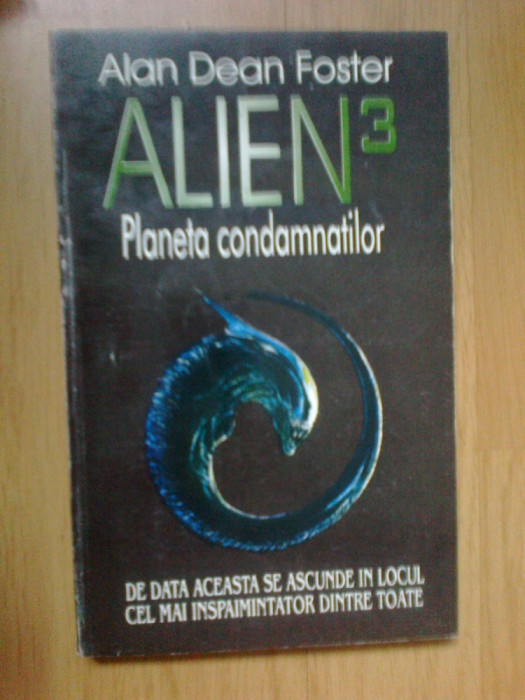 Alan Dean Foster
ALIEN³
Planeta condamnatilor
DE DATA ACEASTA SE ASCUNDE IN LOCUL
CEL MAI INSPAIMINTATOR DINTRE TOATE